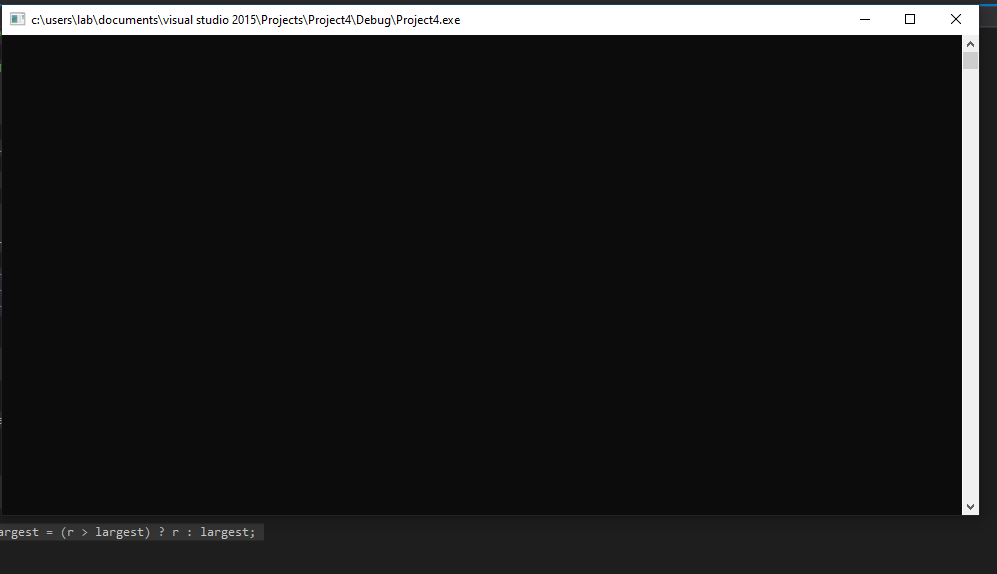 c:\users\lab\documents\visual studio 2015\Projects\Project4\Debug\Project4.exe
argest = (r > largest) ? r : largest;